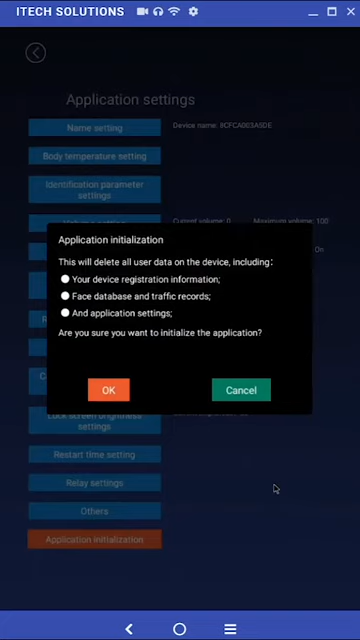 ITECH SOLUTIONS
Application settings
Name setting
Device name: 9CFCA003A5DE
Body temperature setting
Identification parameter
settings
Current volume: 0 Maximum volume: 100
On
Application initialization
This will delete all user data on the device, including:
Your device registration information;
Face database and traffic records;
And application settings;
Are you sure you want to initialize the application?
OK
Cancel
Lock screen brightness
settings
Restart time setting
Relay settings
Others
Application initialization